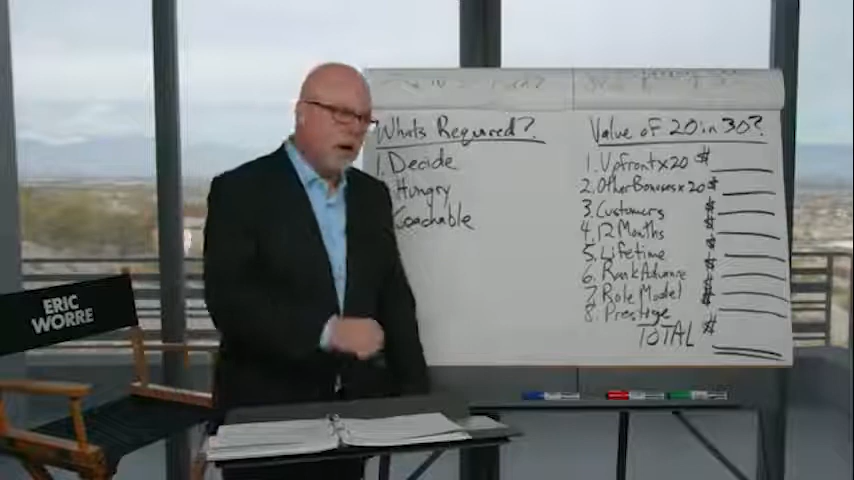 ERIC
WORRE
Whats Required?
1. Decide
Hungry
Coachable
Value of 20 in 30?
1. Upfront x 20 $
2. Other Bonuses x 20 $
3. Customers $
4. 12 Months $
5. Lifetime $
6. Rank Advance $
7. Role Model $
8. Prestige
TOTAL $